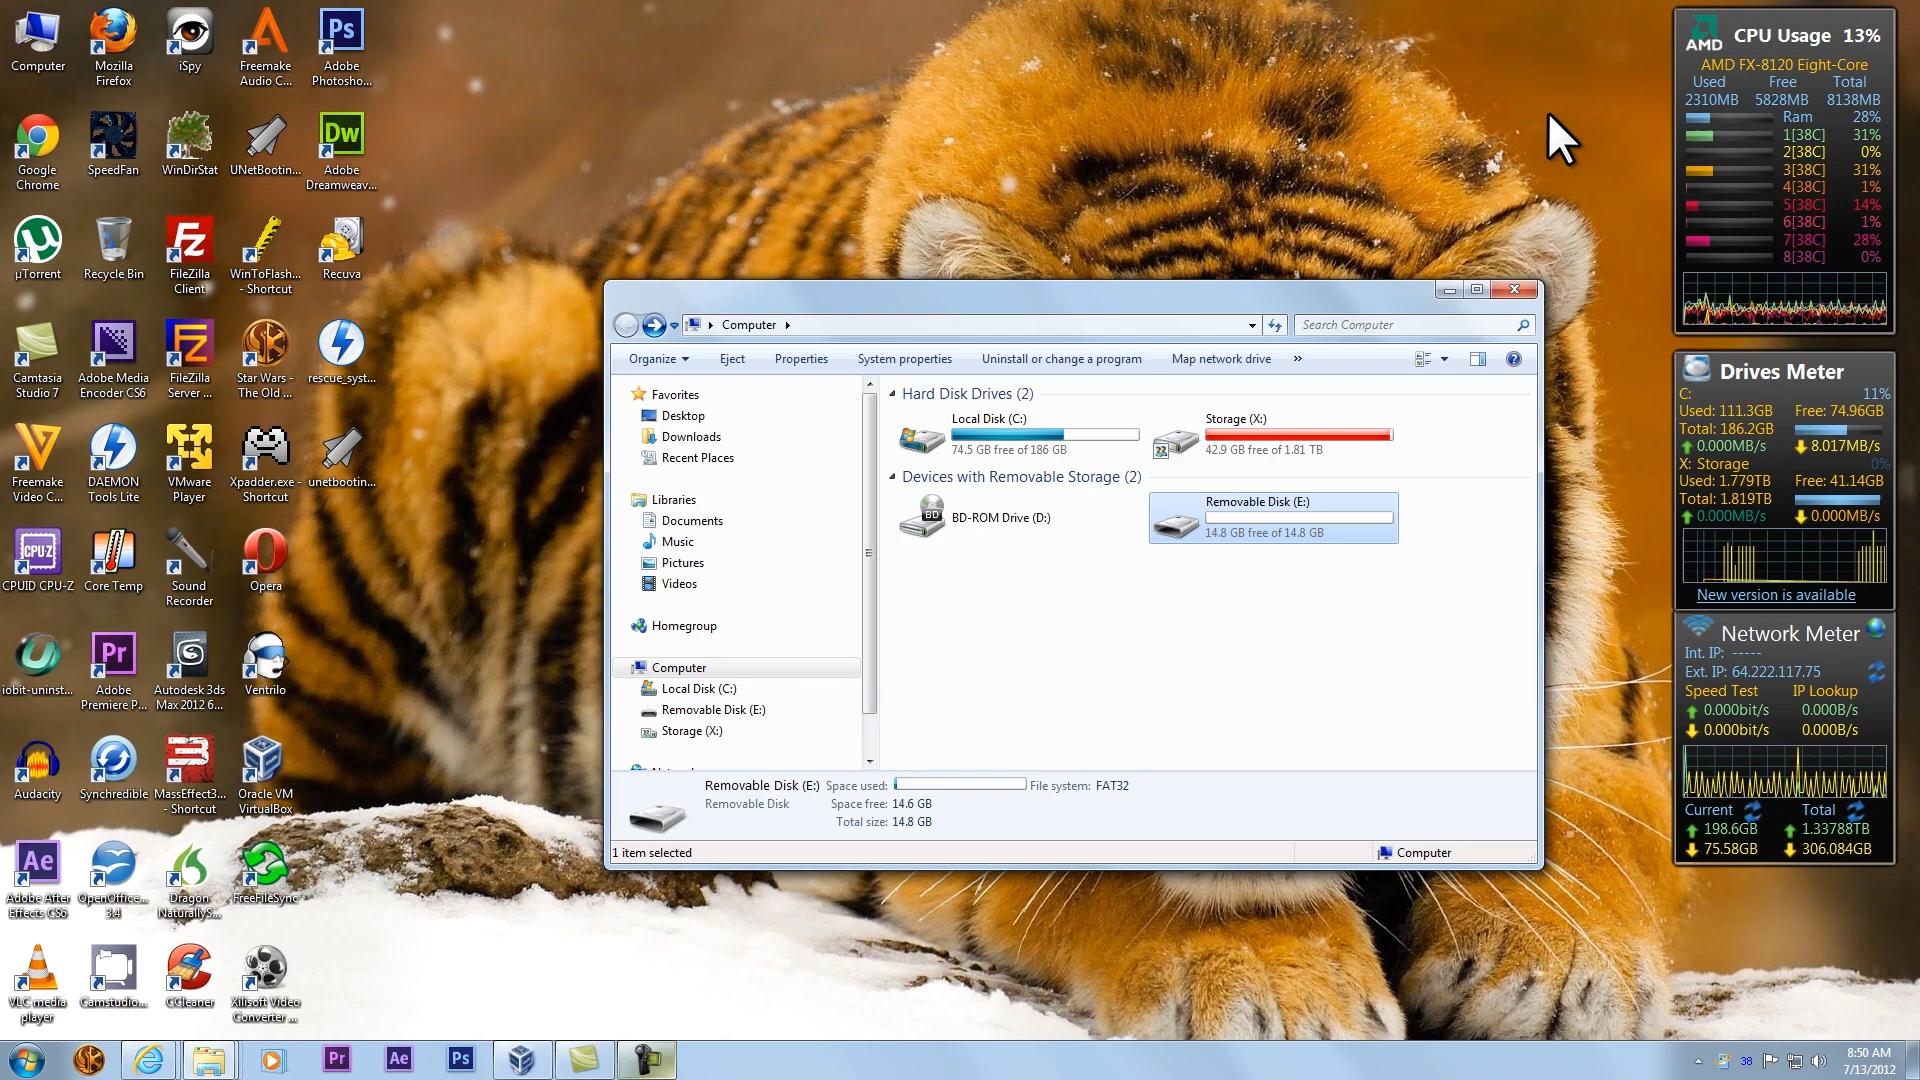 Computer
Mozilla Firefox
iSpy
Freemake Audio C...
Ps
Adobe Photosho...
Google Chrome
SpeedFan
WinDirStat
UNetBootin...
Dw
Adobe Dreamweav...
µTorrent
Recycle Bin
FileZilla Client
WinToFlash... - Shortcut
Recuva
Camtasia Studio 7
Adobe Media Encoder CS6
FileZilla Server ...
Star Wars - The Old ...
rescue_syst...
Freemake Video C...
DAEMON Tools Lite
VMware Player
Xpadder.exe - Shortcut
unetbootin...
CPU-Z
CPUID CPU-Z
Core Temp
Sound Recorder
Opera
iobit-uninst...
Pr
Adobe Premiere P...
Autodesk 3ds Max 2012 6...
Ventrilo
Audacity
Synchredible
3
MassEffect3... - Shortcut
Oracle VM VirtualBox
Ae
Adobe After Effects CS6
OpenOffice... 3.4
Dragon NaturallyS...
FreeFileSync
VLC media player
Camstudio...
CCleaner
Xilisoft Video Converter ...
Computer
Search Computer
Organize
Eject
Properties
System properties
Uninstall or change a program
Map network drive
»
Favorites
Desktop
Downloads
Recent Places
Libraries
Documents
Music
Pictures
Videos
Homegroup
Computer
Local Disk (C:)
Removable Disk (E:)
Storage (X:)
Hard Disk Drives (2)
Local Disk (C:)
74.5 GB free of 186 GB
Storage (X:)
42.9 GB free of 1.81 TB
Devices with Removable Storage (2)
BD
BD-ROM Drive (D:)
Removable Disk (E:)
14.8 GB free of 14.8 GB
Removable Disk (E:) Space used: File system: FAT32
Removable Disk Space free: 14.6 GB
Total size: 14.8 GB
1 item selected
Computer
AMD CPU Usage 13%
AMD FX-8120 Eight-Core
Used Free Total
2310MB 5828MB 8138MB
Ram 28%
1[38C] 31%
2[38C] 0%
3[38C] 31%
4[38C] 1%
5[38C] 14%
6[38C] 1%
7[38C] 28%
8[38C] 0%
Drives Meter
C: 11%
Used: 111.3GB Free: 74.96GB
Total: 186.2GB
0.000MB/s 8.017MB/s
X: Storage 0%
Used: 1.779TB Free: 41.14GB
Total: 1.819TB
0.000MB/s 0.000MB/s
New version is available
Network Meter
Int. IP: -----
Ext. IP: 64.222.117.75
Speed Test IP Lookup
0.000bit/s 0.000B/s
0.000bit/s 0.000B/s
Current Total
198.6GB 1.33788TB
75.58GB 306.084GB
Pr
Ae
Ps
38
8:50 AM
7/13/2012